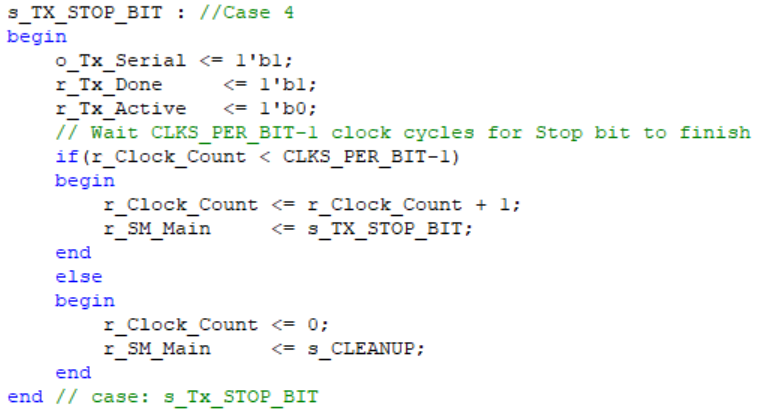 s_TX_STOP_BIT : //Case 4
begin
    o_Tx_Serial <= 1'b1;
    r_Tx_Done     <= 1'b1;
    r_Tx_Active   <= 1'b0;
    // Wait CLKS_PER_BIT-1 clock cycles for Stop bit to finish
    if(r_Clock_Count < CLKS_PER_BIT-1)
    begin
        r_Clock_Count <= r_Clock_Count + 1;
        r_SM_Main     <= s_TX_STOP_BIT;
    end
    else
    begin
        r_Clock_Count <= 0;
        r_SM_Main     <= s_CLEANUP;
    end
end // case: s_Tx_STOP_BIT